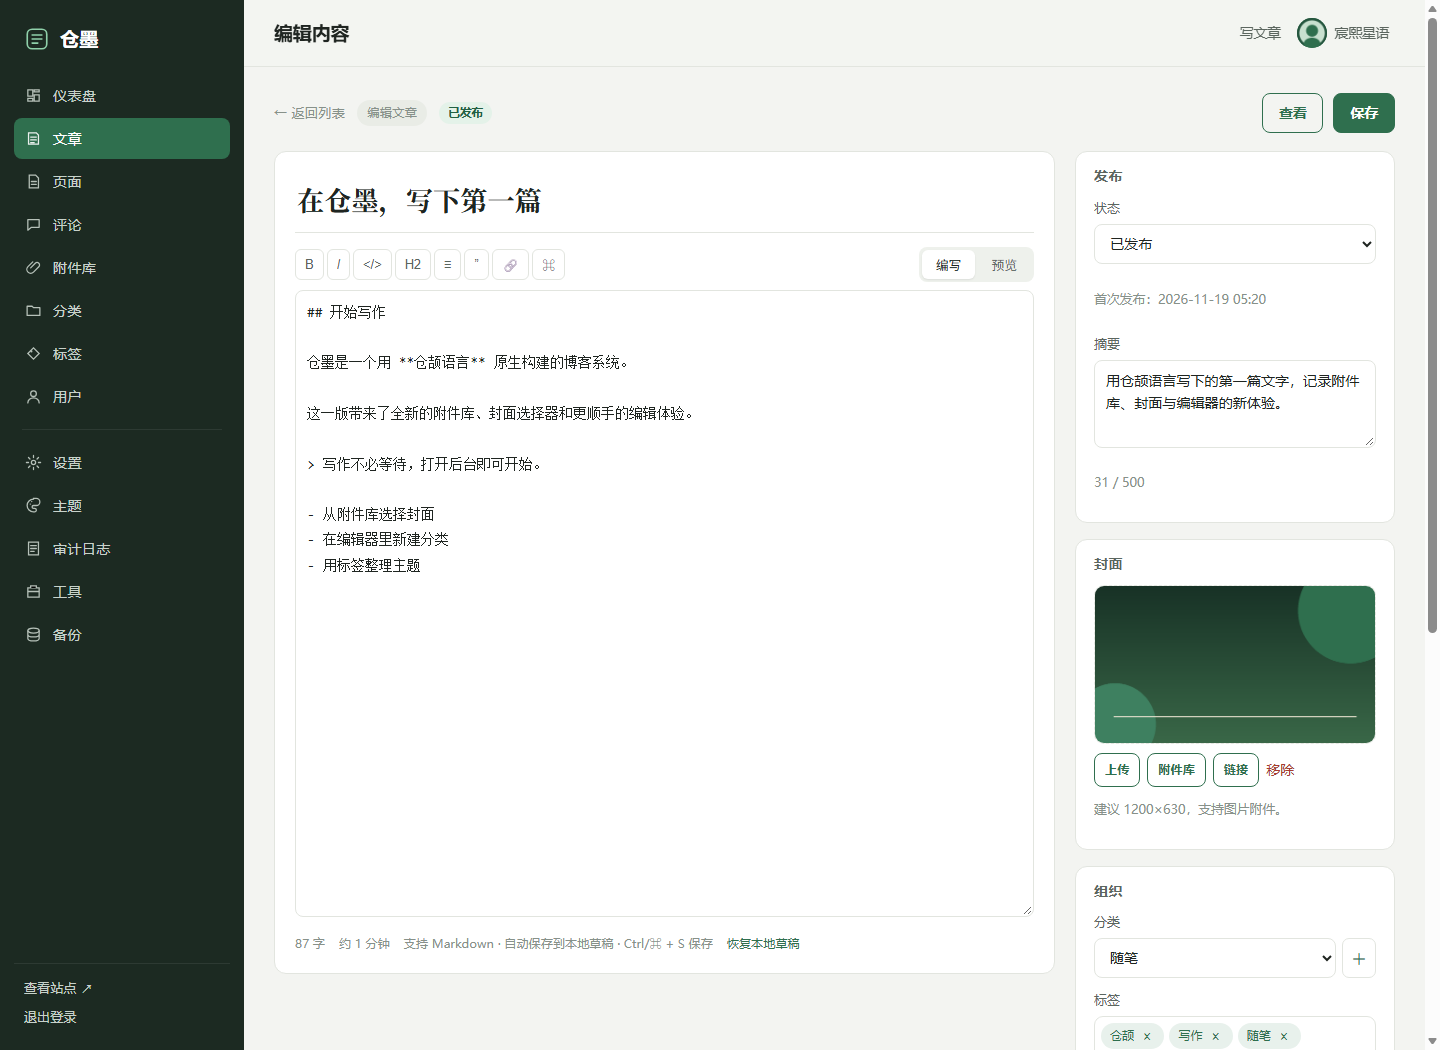 仓墨
仪表盘
文章
页面
评论
附件库
分类
标签
用户
设置
主题
审计日志
工具
备份
查看站点 ↗
退出登录
编辑内容
写文章
宸熙星语
← 返回列表
编辑文章
已发布
查看
保存
在仓墨，写下第一篇
B
I
</>
H2
≡
”
🔗
⌘
编写
预览
## 开始写作
仓墨是一个用 **仓颉语言** 原生构建的博客系统。
这一版带来了全新的附件库、封面选择器和更顺手的编辑体验。
> 写作不必等待，打开后台即可开始。
- 从附件库选择封面
- 在编辑器里新建分类
- 用标签整理主题
87 字 约 1 分钟 支持 Markdown · 自动保存到本地草稿 · Ctrl/⌘ + S 保存 恢复本地草稿
发布
状态
已发布
首次发布：2026-11-19 05:20
摘要
用仓颉语言写下的第一篇文字，记录附件
库、封面与编辑器的新体验。
31 / 500
封面
上传
附件库
链接
移除
建议 1200×630，支持图片附件。
组织
分类
随笔
+
标签
仓颉 ×
写作 ×
随笔 ×